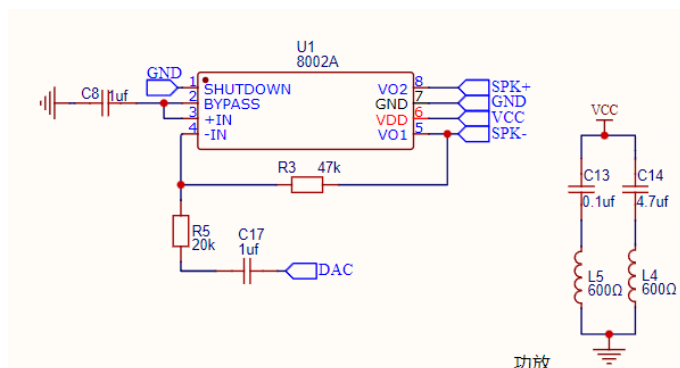 U1
8002A
GND
1 SHUTDOWN VO2 8 SPK+
C8 1uf 2 BYPASS GND 7 GND
3 +IN VDD 6 VCC
4 -IN VO1 5 SPK-
R3 47k
R5
20k
C17
1uf
DAC
VCC
C13 C14
0.1uf 4.7uf
L5 L4
600Ω 600Ω
功放